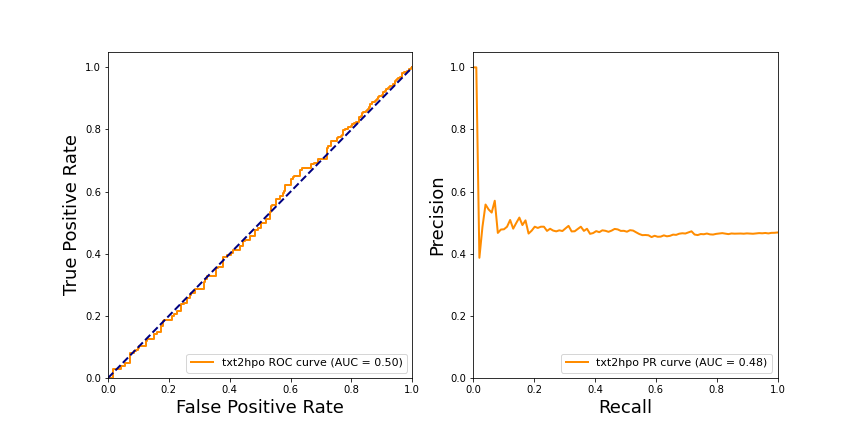 True Positive Rate
1.0
0.8
0.6
0.4
0.2
0.0
0.0 0.2 0.4 0.6 0.8 1.0
False Positive Rate
txt2hpo ROC curve (AUC = 0.50)
Precision
1.0
0.8
0.6
0.4
0.2
0.0
0.0 0.2 0.4 0.6 0.8 1.0
Recall
txt2hpo PR curve (AUC = 0.48)